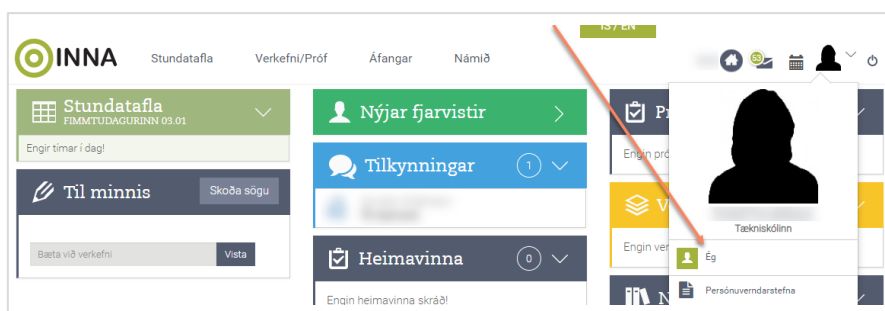 IS / EN
INNA
Stundatafla Verkefni/Próf Áfangar Námið
53
Stundatafla
FIMMTUDAGURINN 03.01
Engir tímar í dag!
Til minnis
Skoða sögu
Bæta við verkefni
Vista
Nýjar fjarvistir
Tilkynningar
1
Heimavinna
0
Engin heimavinna skráð!
Engin pró
Engin ver
Tækniskólinn
Ég
Persónuverndarstefna